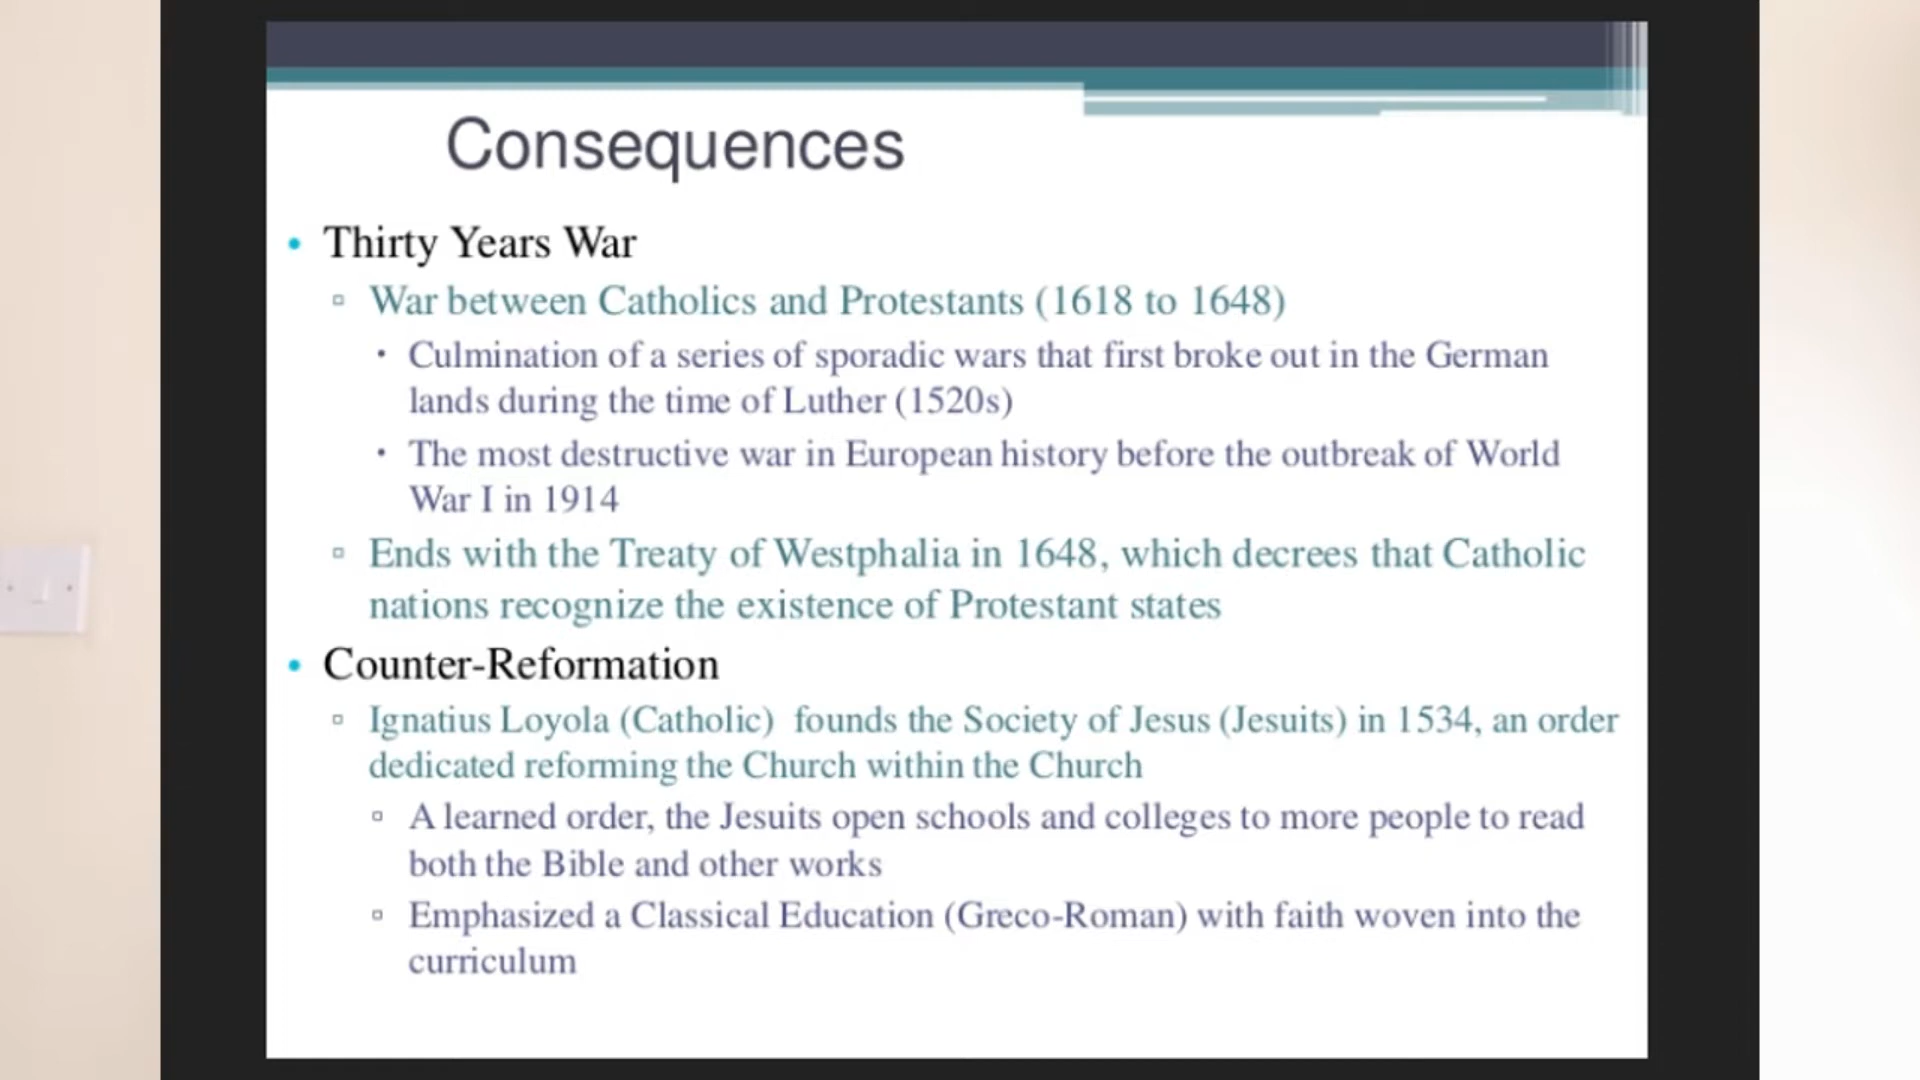 Consequences
• Thirty Years War
▫ War between Catholics and Protestants (1618 to 1648)
▪ Culmination of a series of sporadic wars that first broke out in the German
lands during the time of Luther (1520s)
▪ The most destructive war in European history before the outbreak of World
War I in 1914
▫ Ends with the Treaty of Westphalia in 1648, which decrees that Catholic
nations recognize the existence of Protestant states
• Counter-Reformation
▫ Ignatius Loyola (Catholic) founds the Society of Jesus (Jesuits) in 1534, an order
dedicated reforming the Church within the Church
▫ A learned order, the Jesuits open schools and colleges to more people to read
both the Bible and other works
▫ Emphasized a Classical Education (Greco-Roman) with faith woven into the
curriculum